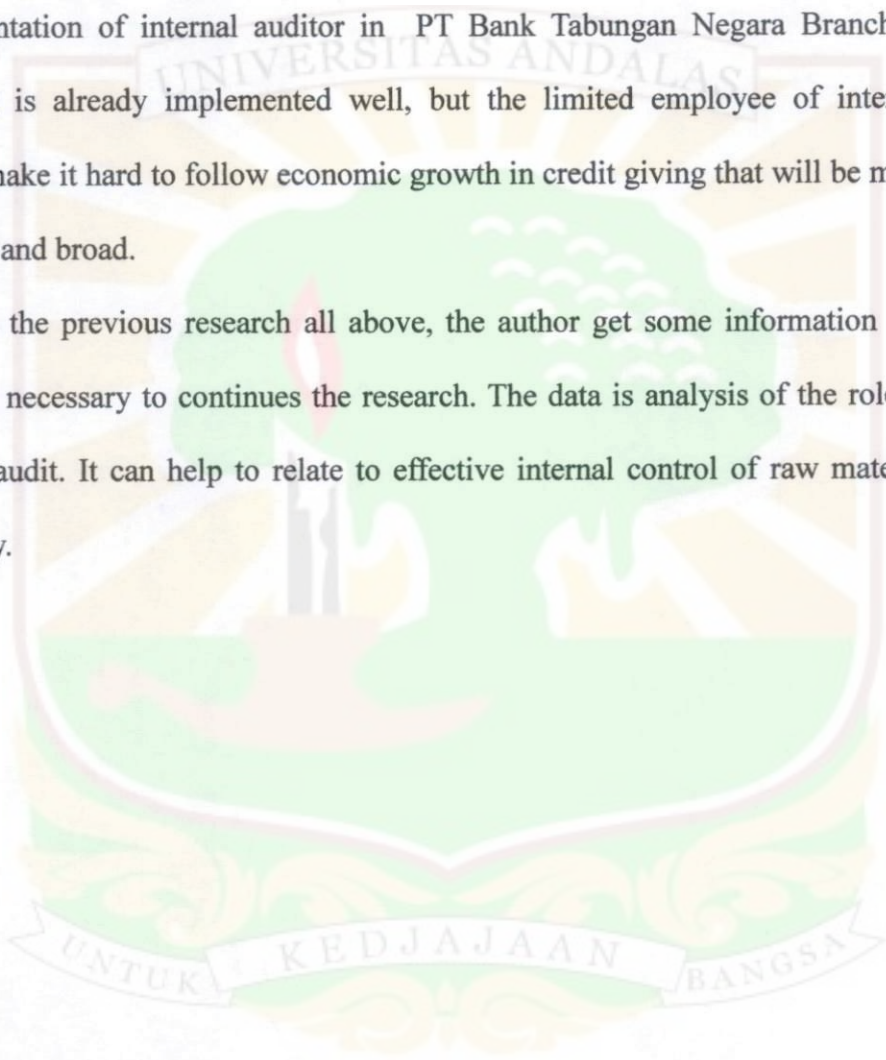 ntation of internal auditor in PT Bank Tabungan Negara Branch
UNIVERSITAS ANDALAS
is already implemented well, but the limited employee of inte
make it hard to follow economic growth in credit giving that will be m
and broad.
the previous research all above, the author get some information
necessary to continues the research. The data is analysis of the rol
audit. It can help to relate to effective internal control of raw mate
y.
UNTUK KEDJAJAAN BANGSA